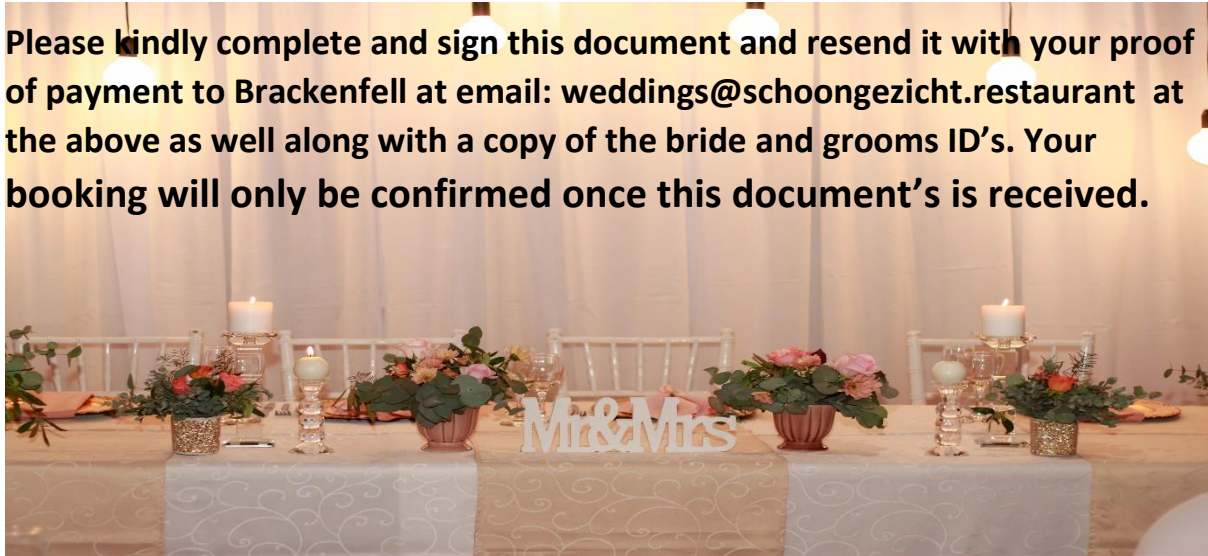 Please kindly complete and sign this document and resend it with your proof
of payment to Brackenfell at email: weddings@schoongezicht.restaurant at
the above as well along with a copy of the bride and grooms ID’s. Your
booking will only be confirmed once this document’s is received.
Mr&Mrs